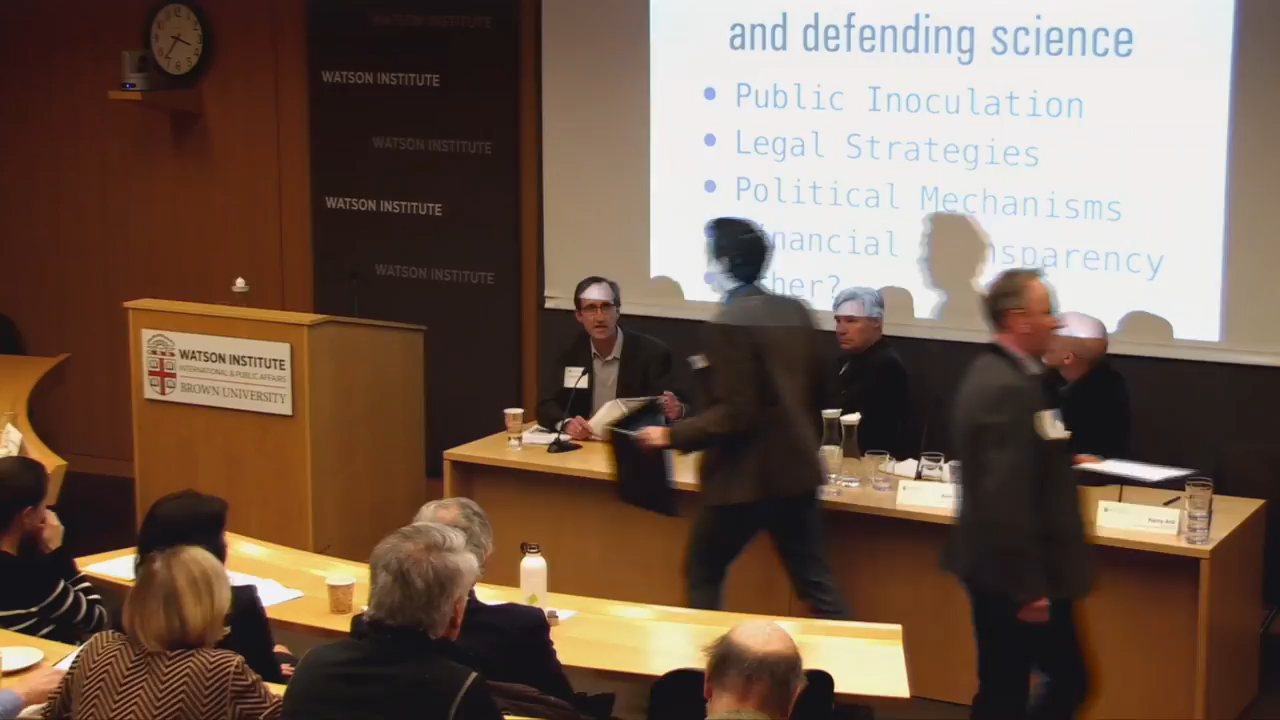 WATSON INSTITUTE
WATSON INSTITUTE
WATSON INSTITUTE
WATSON INSTITUTE
WATSON INSTITUTE
and defending science
• Public Inoculation
• Legal Strategies
• Political Mechanisms
WATSON INSTITUTE
INTERNATIONAL & PUBLIC AFFAIRS
BROWN UNIVERSITY